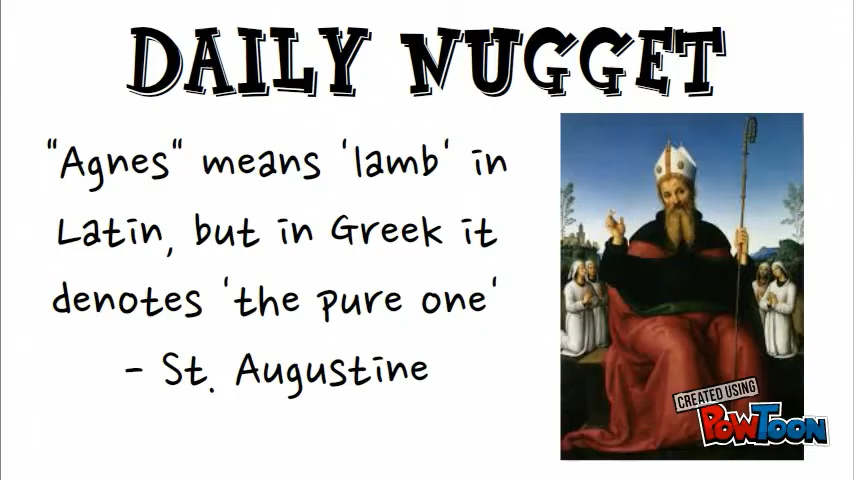 DAILY NUGGET
"Agnes" means 'lamb' in
Latin, but in Greek it
denotes 'the pure one'
- St. Augustine
CREATED USING
POWTOON